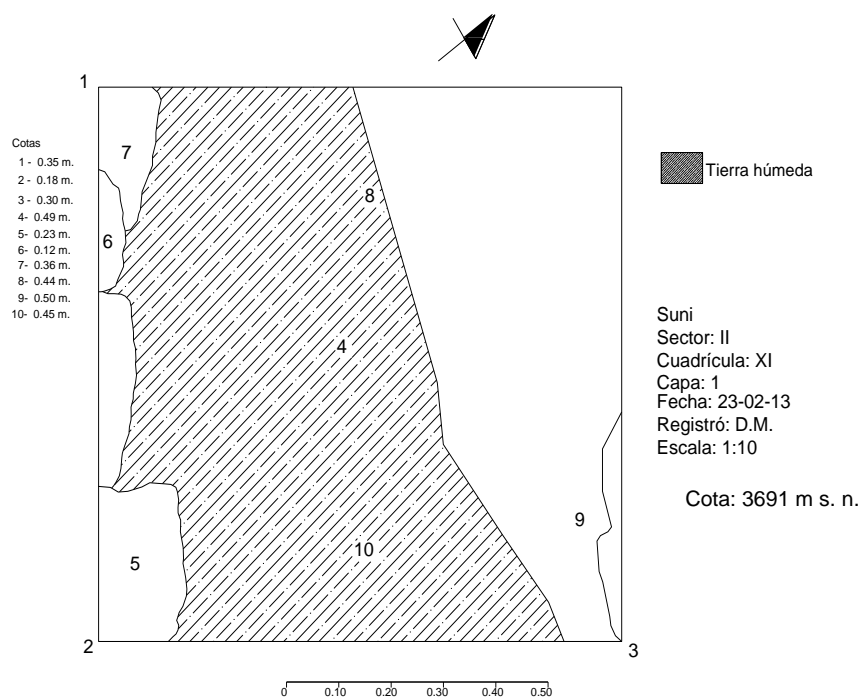 1
Cotas
1 - 0.35 m.
2 - 0.18 m.
3 - 0.30 m.
4- 0.49 m.
5- 0.23 m.
6- 0.12 m.
7- 0.36 m.
8- 0.44 m.
9- 0.50 m.
10- 0.45 m.
7
8
6
4
9
10
5
2
3
Tierra húmeda
Suni
Sector: II
Cuadrícula: XI
Capa: 1
Fecha: 23-02-13
Registró: D.M.
Escala: 1:10
Cota: 3691 m s. n.
0 0.10 0.20 0.30 0.40 0.50